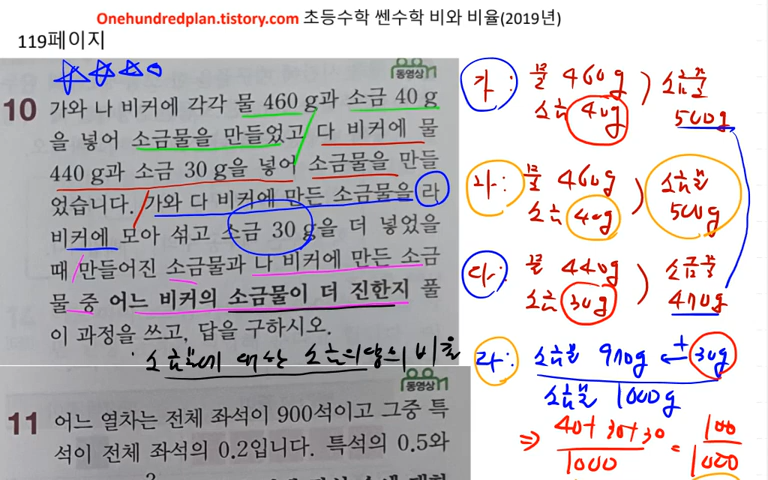 Onehundredplan.tistory.com 초등수학 쎈수학 비와 비율(2019년)
119페이지
동영상
10 가와 나 비커에 각각 물 460 g과 소금 40 g
을 넣어 소금물을 만들었고 다 비커에 물
440 g과 소금 30 g을 넣어 소금물을 만들
었습니다. 가와 다 비커에 만든 소금물을 라
비커에 모아 섞고 소금 30 g을 더 넣었을
때 만들어진 소금물과 나 비커에 만든 소금
물 중 어느 비커의 소금물이 더 진한지 풀
이 과정을 쓰고, 답을 구하시오.
소금물에 대한 소금의 양의 비율
동영상
11 어느 열차는 전체 좌석이 900석이고 그중 특
석이 전체 좌석의 0.2입니다. 특석의 0.5와
가: 물 460g
소금 40g
소금물
500g
나: 물 460g
소금 40g
소금물
500g
다: 물 440g
소금 30g
소금물
470g
라: 소금물 970g ← + 30g
소금물 1000g
⇒ 40+30+30 / 1000 = 100 / 1000